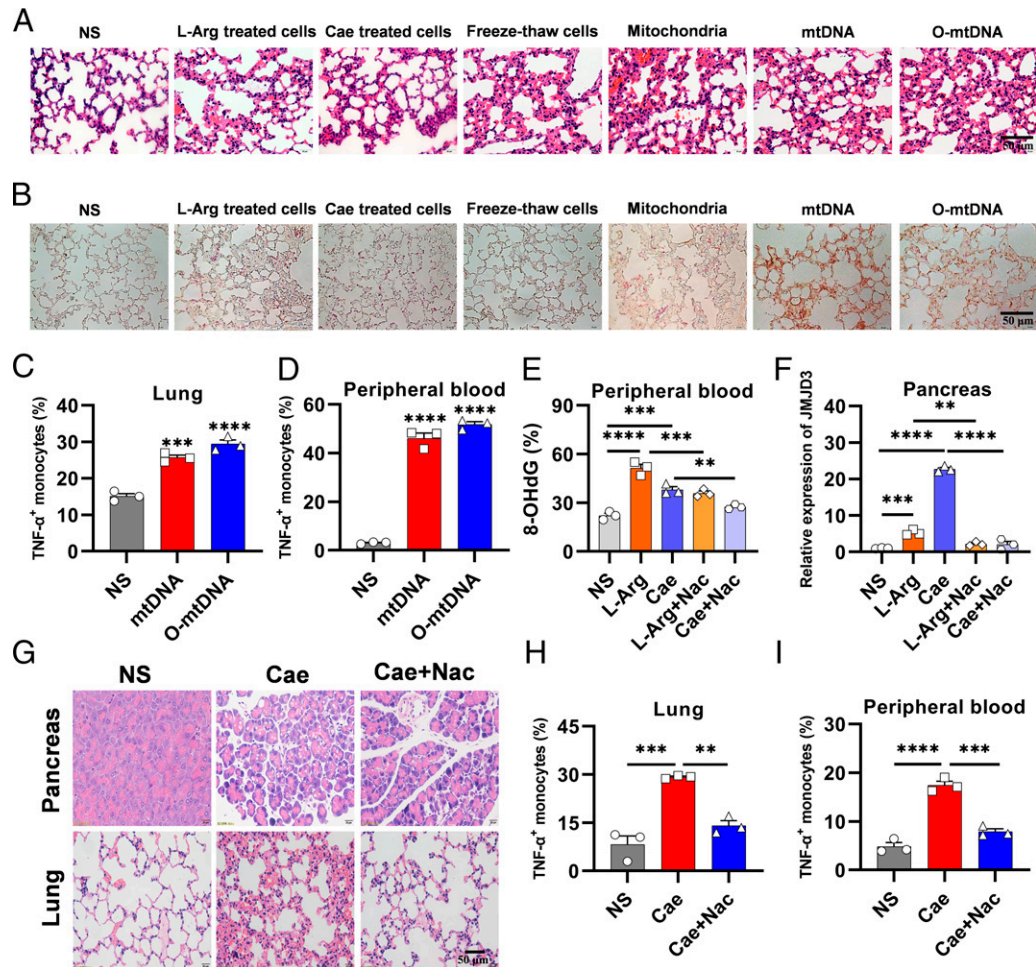 A
NS
L-Arg treated cells
Cae treated cells
Freeze-thaw cells
Mitochondria
mtDNA
O-mtDNA
50 μm
B
NS
L-Arg treated cells
Cae treated cells
Freeze-thaw cells
Mitochondria
mtDNA
O-mtDNA
50 μm
C
Lung
TNF-α+ monocytes (%)
40
30
20
10
0
***
****
NS
mtDNA
O-mtDNA
D
Peripheral blood
TNF-α+ monocytes (%)
60
40
20
0
****
****
NS
mtDNA
O-mtDNA
E
Peripheral blood
8-OHdG (%)
90
60
30
0
***
****
***
**
NS
L-Arg
Cae
L-Arg+Nac
Cae+Nac
F
Pancreas
Relative expression of JMJD3
40
30
20
10
0
**
****
****
***
NS
L-Arg
Cae
L-Arg+Nac
Cae+Nac
G
NS
Cae
Cae+Nac
Pancreas
Lung
50 μm
H
Lung
TNF-α+ monocytes (%)
45
30
15
0
***
**
NS
Cae
Cae+Nac
I
Peripheral blood
TNF-α+ monocytes (%)
30
20
10
0
****
***
NS
Cae
Cae+Nac